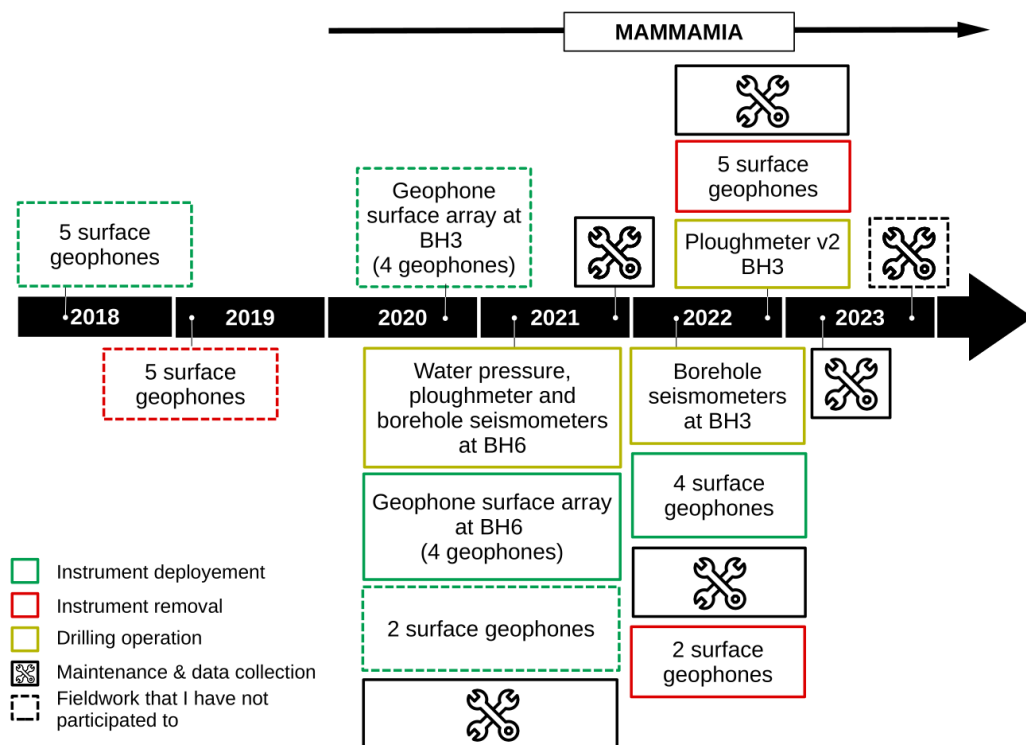 MAMMAMIA
5 surface
geophones
Geophone
surface array at
BH3
(4 geophones)
5 surface
geophones
Ploughmeter v2
BH3
2018
2019
2020
2021
2022
2023
5 surface
geophones
Water pressure,
ploughmeter and
borehole seismometers
at BH6
Borehole
seismometers
at BH3
Geophone surface array
at BH6
(4 geophones)
4 surface
geophones
2 surface geophones
2 surface
geophones
Instrument deployement
Instrument removal
Drilling operation
Maintenance & data collection
Fieldwork that I have not
participated to